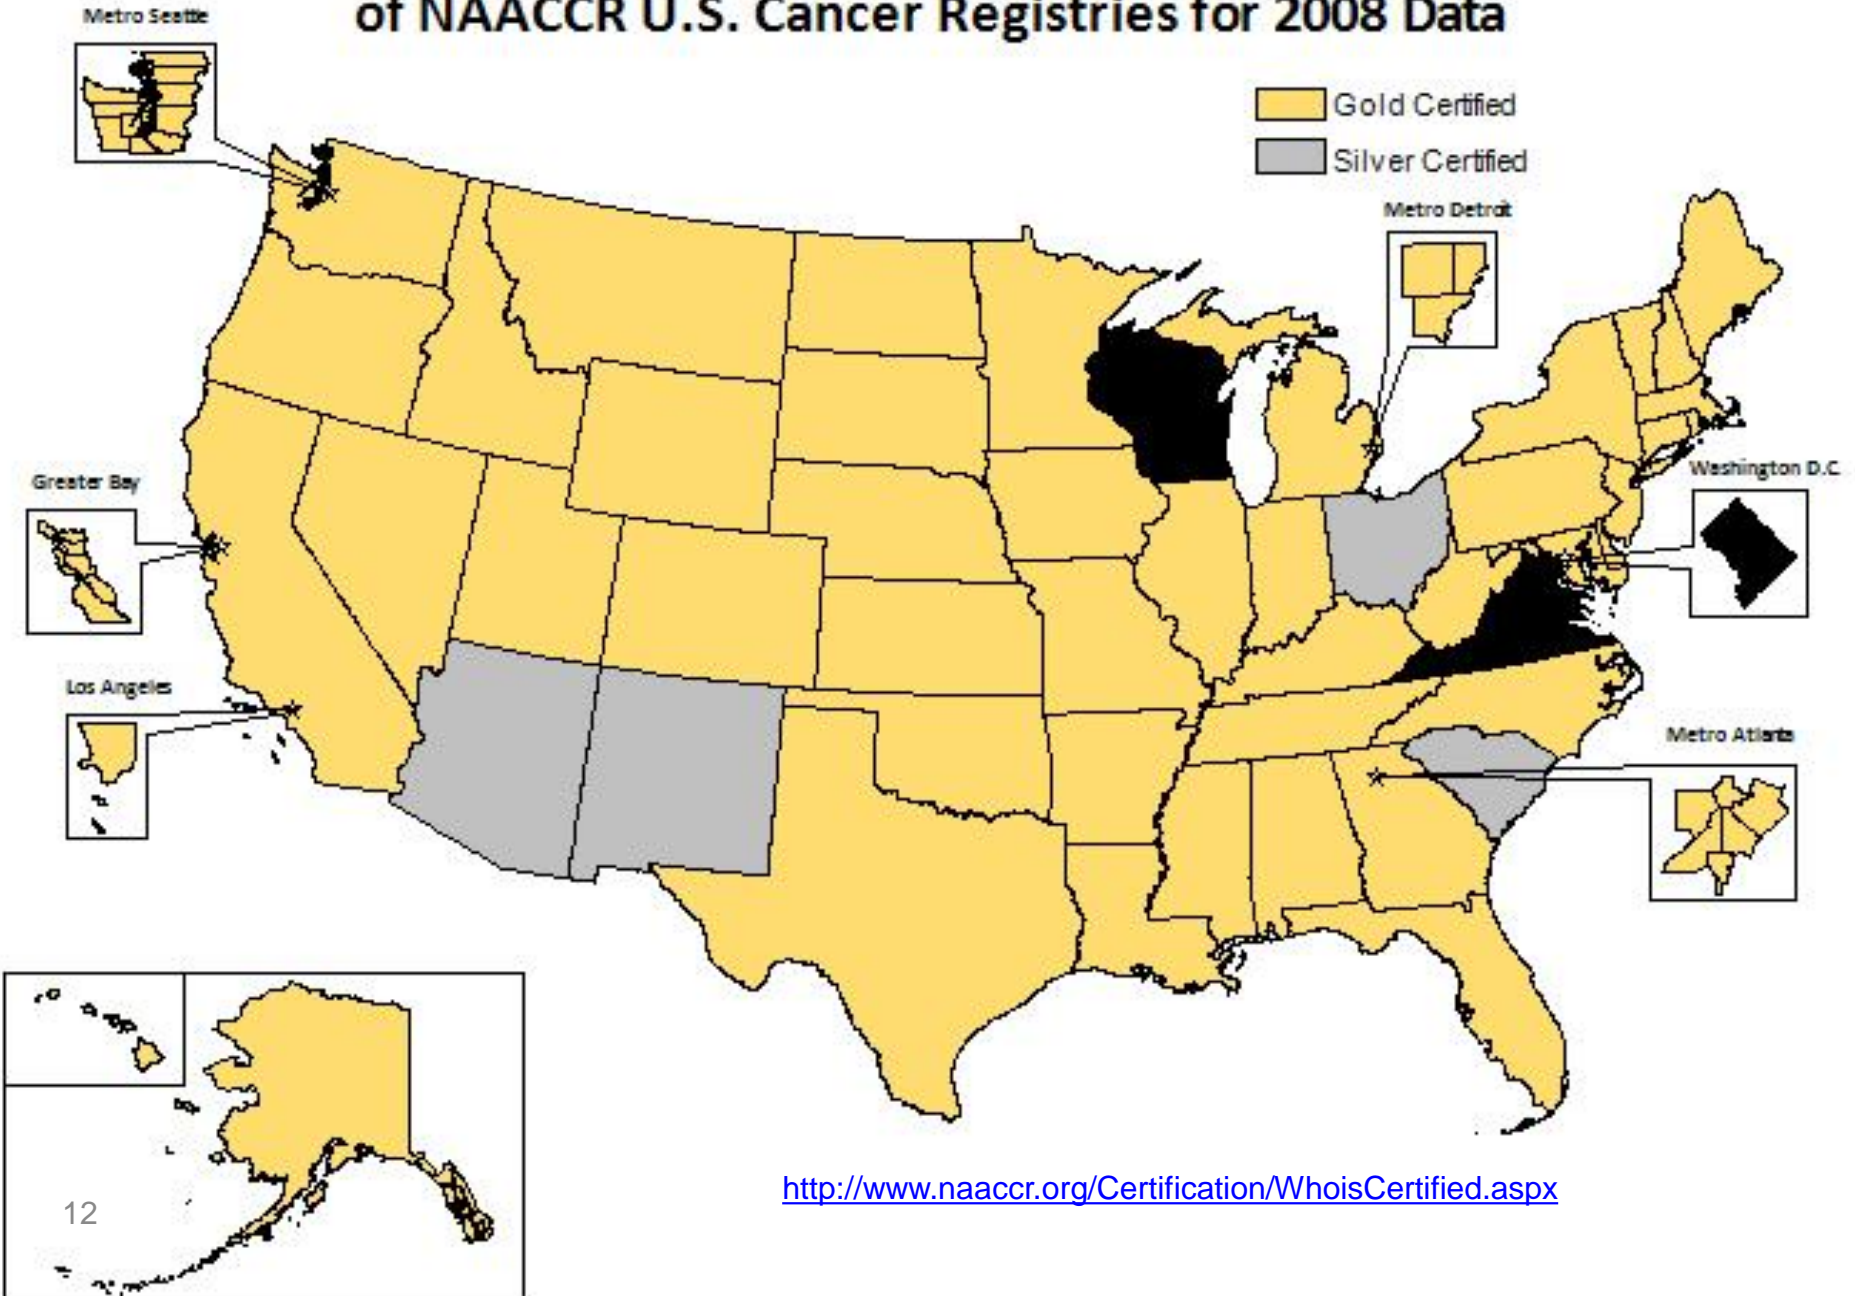 of NAACCR U.S. Cancer Registries for 2008 Data
Metro Seattle
Gold Certified
Silver Certified
Metro Detroit
Washington D.C.
Greater Bay
Los Angeles
Metro Atlanta
http://www.naaccr.org/Certification/WhoisCertified.aspx
12